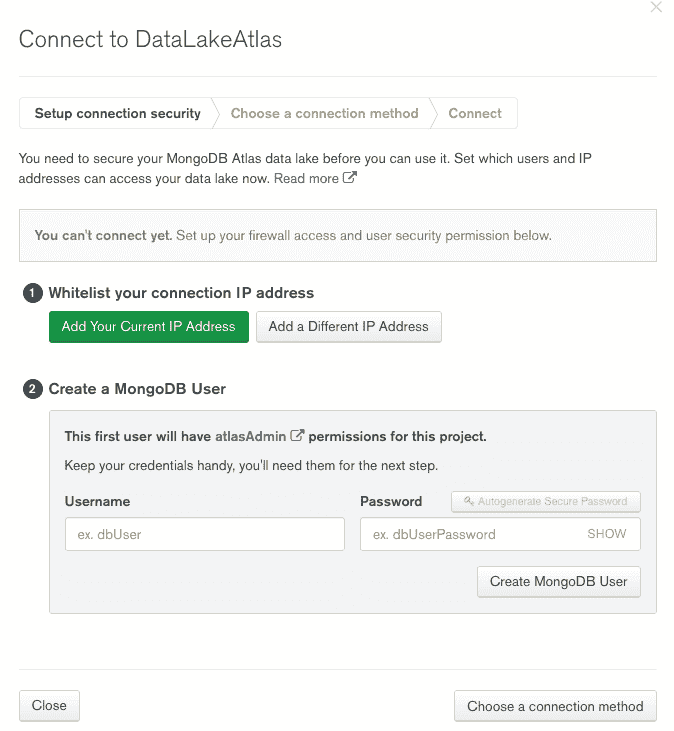 Connect to DataLakeAtlas
Setup connection security
Choose a connection method
Connect
You need to secure your MongoDB Atlas data lake before you can use it. Set which users and IP
addresses can access your data lake now. Read more
You can't connect yet. Set up your firewall access and user security permission below.
1 Whitelist your connection IP address
Add Your Current IP Address
Add a Different IP Address
2 Create a MongoDB User
This first user will have atlasAdmin permissions for this project.
Keep your credentials handy, you'll need them for the next step.
Username
Password
Autogenerate Secure Password
ex. dbUser
ex. dbUserPassword
SHOW
Create MongoDB User
Close
Choose a connection method